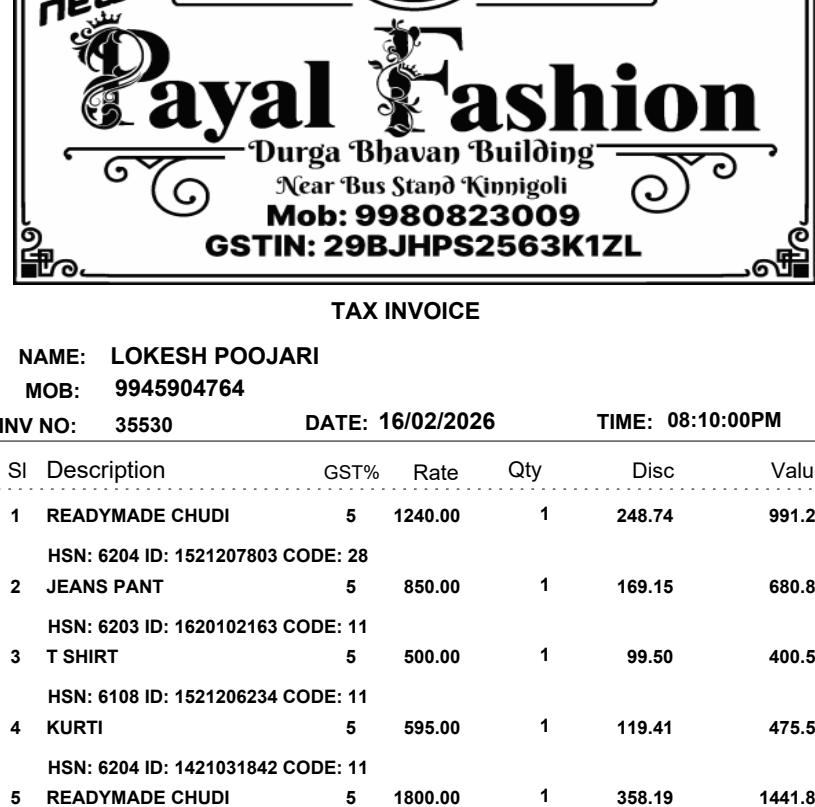 new
Payal Fashion
Durga Bhavan Building
Near Bus Stand Kinnigoli
Mob: 9980823009
GSTIN: 29BJHPS2563K1ZL
TAX INVOICE
NAME: LOKESH POOJARI
MOB: 9945904764
INV NO: 35530 DATE: 16/02/2026 TIME: 08:10:00PM
Sl Description GST% Rate Qty Disc Valu
1 READYMADE CHUDI 5 1240.00 1 248.74 991.2
HSN: 6204 ID: 1521207803 CODE: 28
2 JEANS PANT 5 850.00 1 169.15 680.8
HSN: 6203 ID: 1620102163 CODE: 11
3 T SHIRT 5 500.00 1 99.50 400.5
HSN: 6108 ID: 1521206234 CODE: 11
4 KURTI 5 595.00 1 119.41 475.5
HSN: 6204 ID: 1421031842 CODE: 11
5 READYMADE CHUDI 5 1800.00 1 358.19 1441.8